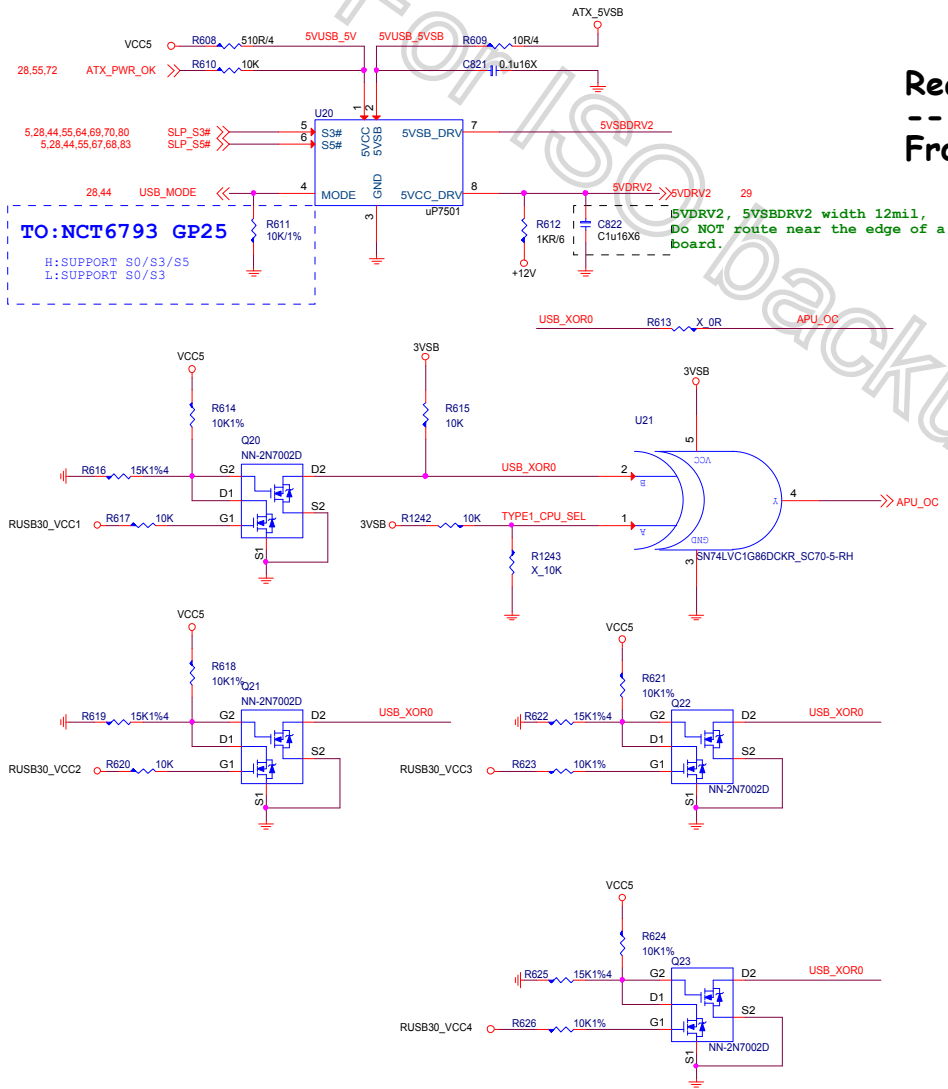 ATX_5VSB
VCC5
R608
510R/4
5VUSB_5V
5VUSB_5VSB
R609
10R/4
28,55,72
ATX_PWR_OK
R610
10K
C821
0.1u16X
Rea
--
Fro
For ISO backu
1
2
U20
5,28,44,55,64,69,70,80
SLP_S3#
5
S3#
5VCC
5VSB
5VSB_DRV
7
5VSBDRV2
5,28,44,55,67,68,83
SLP_S5#
6
S5#
28,44
USB_MODE
4
MODE
GND
5VCC_DRV
8
5VDRV2
5VDRV2
29
3
uP7501
TO:NCT6793 GP25
H:SUPPORT S0/S3/S5
L:SUPPORT S0/S3
R611
10K/1%
R612
1KR/6
+12V
C822
C1u16X6
5VDRV2, 5VSBDRV2 width 12mil,
Do NOT route near the edge of a
board.
USB_XOR0
R613
X_0R
APU_OC
VCC5
3VSB
3VSB
R614
10K1%
R615
10K
U21
Q20
NN-2N7002D
5
VCC
R616
15K1%4
G2
D2
USB_XOR0
2
B
D1
S2
Y
4
APU_OC
RUSB30_VCC1
R617
10K
G1
3VSB
R1242
10K
TYPE1_CPU_SEL
1
A
S1
GND
3
SN74LVC1G86DCKR_SC70-5-RH
R1243
X_10K
VCC5
R618
10K1%
Q21
NN-2N7002D
R619
15K1%4
G2
D2
USB_XOR0
D1
S2
RUSB30_VCC2
R620
10K
G1
S1
VCC5
R621
10K1%
Q22
R622
15K1%4
G2
D2
USB_XOR0
D1
S2
RUSB30_VCC3
R623
10K1%
G1
NN-2N7002D
S1
VCC5
R624
10K1%
Q23
R625
15K1%4
G2
D2
USB_XOR0
D1
S2
RUSB30_VCC4
R626
10K1%
G1
NN-2N7002D
S1